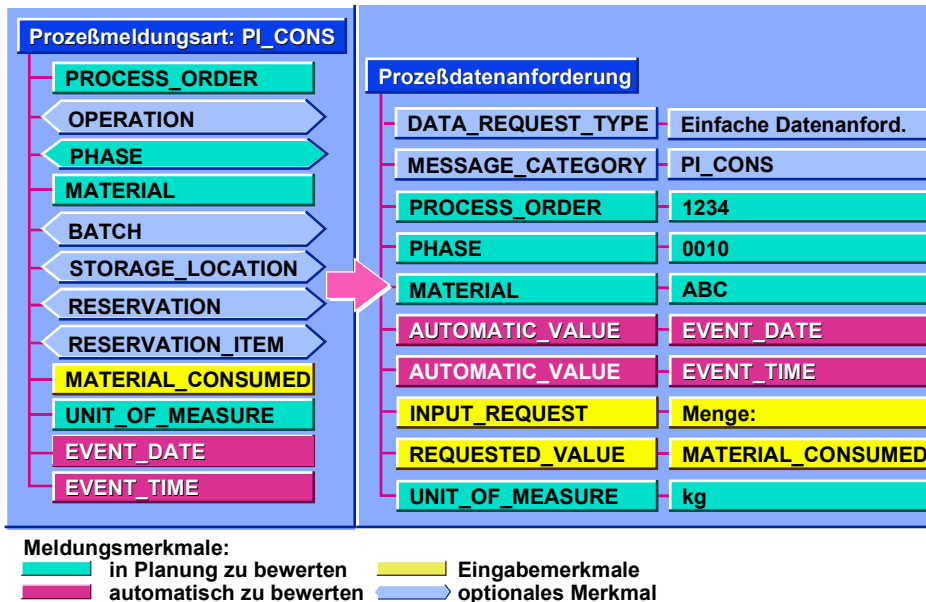 Prozeßmeldungsart: PI_CONS
PROCESS_ORDER
OPERATION
PHASE
MATERIAL
BATCH
STORAGE_LOCATION
RESERVATION
RESERVATION_ITEM
MATERIAL_CONSUMED
UNIT_OF_MEASURE
EVENT_DATE
EVENT_TIME
Prozeßdatenanforderung
DATA_REQUEST_TYPE Einfache Datenanford.
MESSAGE_CATEGORY PI_CONS
PROCESS_ORDER 1234
PHASE 0010
MATERIAL ABC
AUTOMATIC_VALUE EVENT_DATE
AUTOMATIC_VALUE EVENT_TIME
INPUT_REQUEST Menge:
REQUESTED_VALUE MATERIAL_CONSUMED
UNIT_OF_MEASURE kg
Meldungsmerkmale:
in Planung zu bewerten Eingabemerkmale
automatisch zu bewerten optionales Merkmal